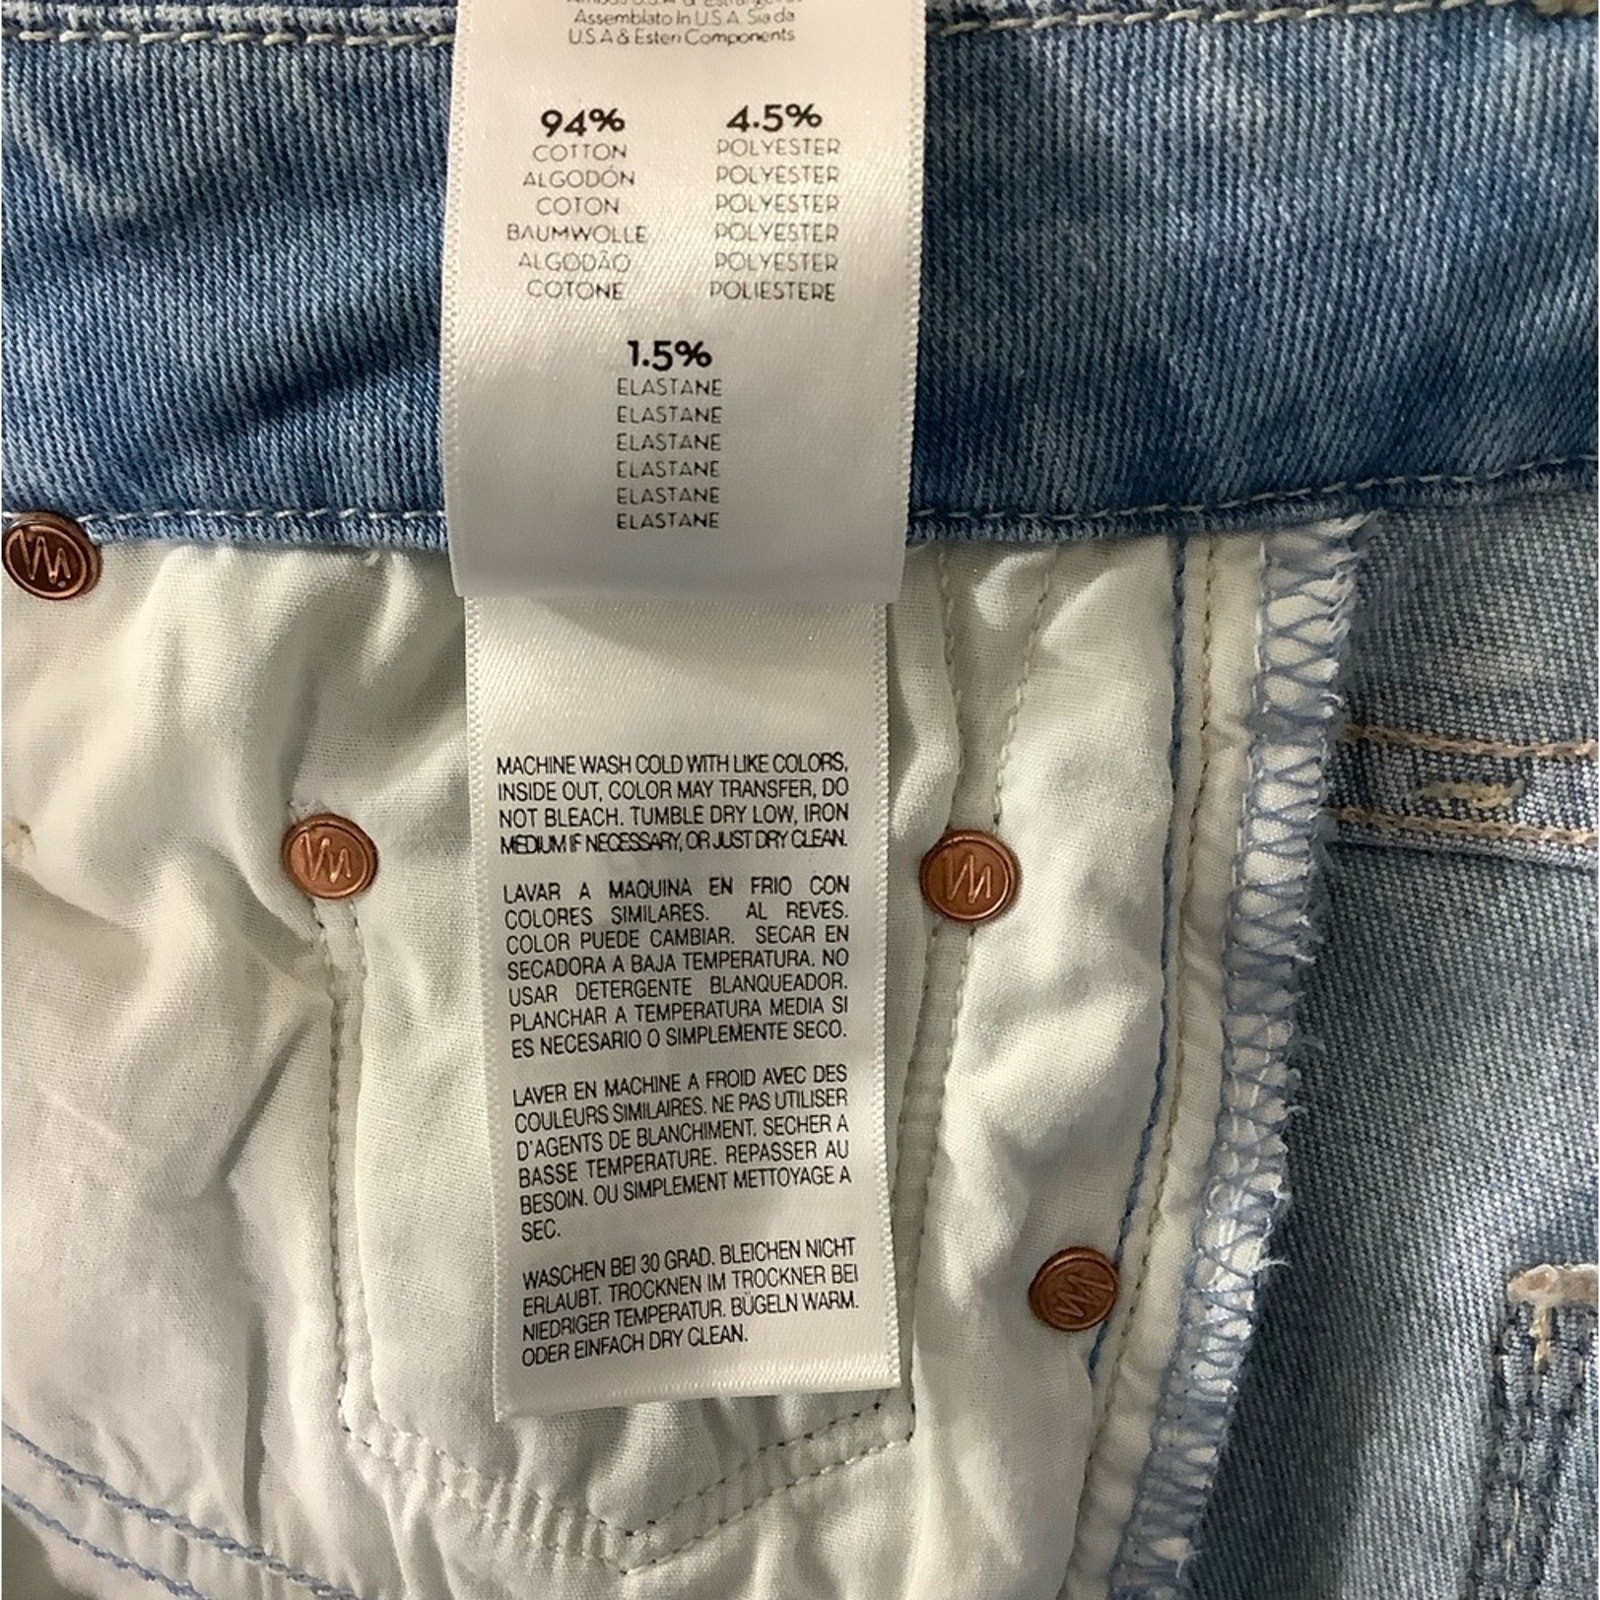 Assemblato In U.S.A. Sia da
U.S.A & Esteri Components
94%
COTTON
ALGODÓN
COTON
BAUMWOLLE
ALGODÃO
COTONE
4.5%
POLYESTER
POLYESTER
POLYESTER
POLYESTER
POLYESTER
POLIESTERE
1.5%
ELASTANE
ELASTANE
ELASTANE
ELASTANE
ELASTANE
ELASTANE
MACHINE WASH COLD WITH LIKE COLORS,
INSIDE OUT, COLOR MAY TRANSFER, DO
NOT BLEACH. TUMBLE DRY LOW, IRON
MEDIUM IF NECESSARY, OR JUST DRY CLEAN.
LAVAR A MAQUINA EN FRIO CON
COLORES SIMILARES. AL REVES.
COLOR PUEDE CAMBIAR. SECAR EN
SECADORA A BAJA TEMPERATURA. NO
USAR DETERGENTE BLANQUEADOR.
PLANCHAR A TEMPERATURA MEDIA SI
ES NECESARIO O SIMPLEMENTE SECO.
LAVER EN MACHINE A FROID AVEC DES
COULEURS SIMILAIRES. NE PAS UTILISER
D'AGENTS DE BLANCHIMENT. SECHER A
BASSE TEMPERATURE. REPASSER AU
BESOIN. OU SIMPLEMENT METTOYAGE A
SEC.
WASCHEN BEI 30 GRAD. BLEICHEN NICHT
ERLAUBT. TROCKNEN IM TROCKNER BEI
NIEDRIGER TEMPERATUR. BÜGELN WARM.
ODER EINFACH DRY CLEAN.